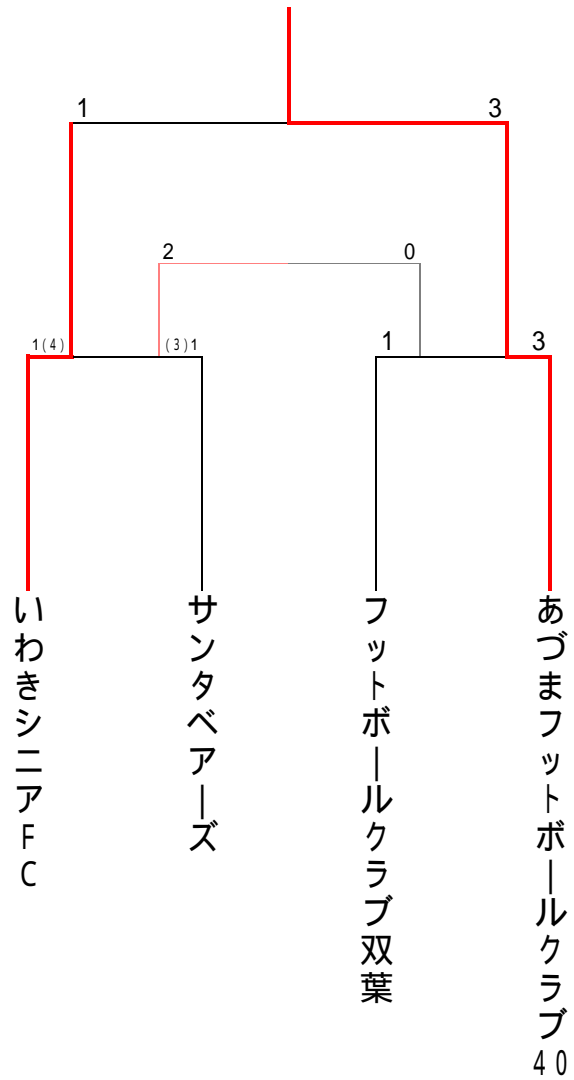 1 3
2 0
1(4) (3)1 1 3
いわきシニアFC
サンタベアーズ
フットボールクラブ双葉
あづまフットボールクラブ40